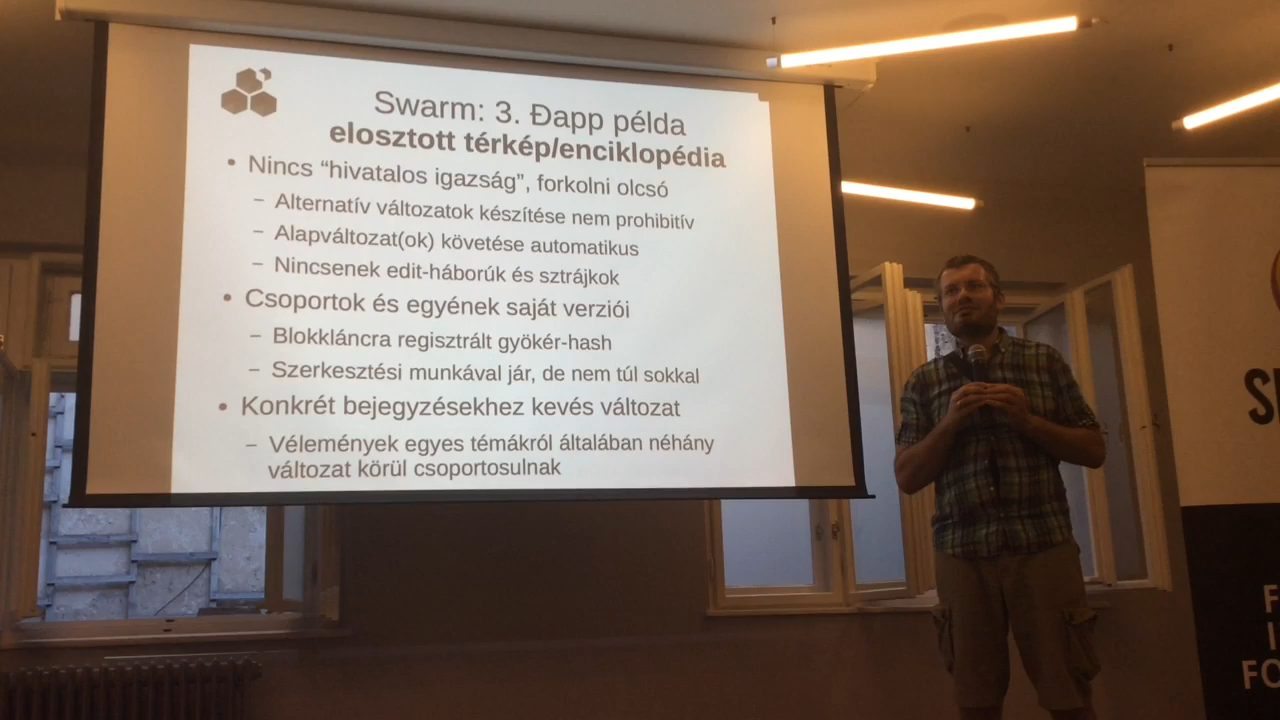 Swarm: 3. Đapp példa
elosztott térkép/enciklopédia
• Nincs “hivatalos igazság”, forkolni olcsó
– Alternatív változatok készítése nem prohibitív
– Alapváltozat(ok) követése automatikus
– Nincsenek edit-háborúk és sztrájkok
• Csoportok és egyének saját verziói
– Blokkláncra regisztrált gyökér-hash
– Szerkesztési munkával jár, de nem túl sokkal
• Konkrét bejegyzésekhez kevés változat
– Vélemények egyes témákról általában néhány
változat körül csoportosulnak